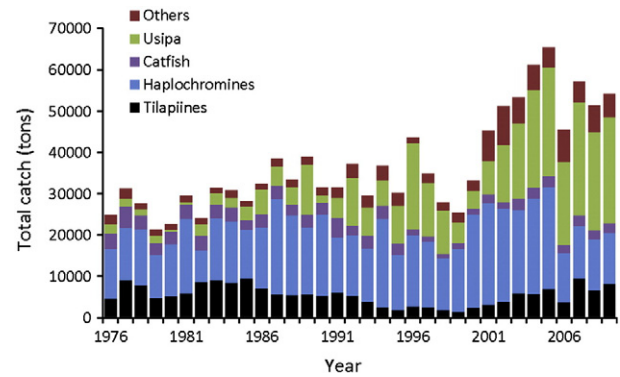 Others
Usipa
Catfish
Haplochromines
Tilapiines
Total catch (tons)
70000
60000
50000
40000
30000
20000
10000
0
1976 1981 1986 1991 1996 2001 2006
Year